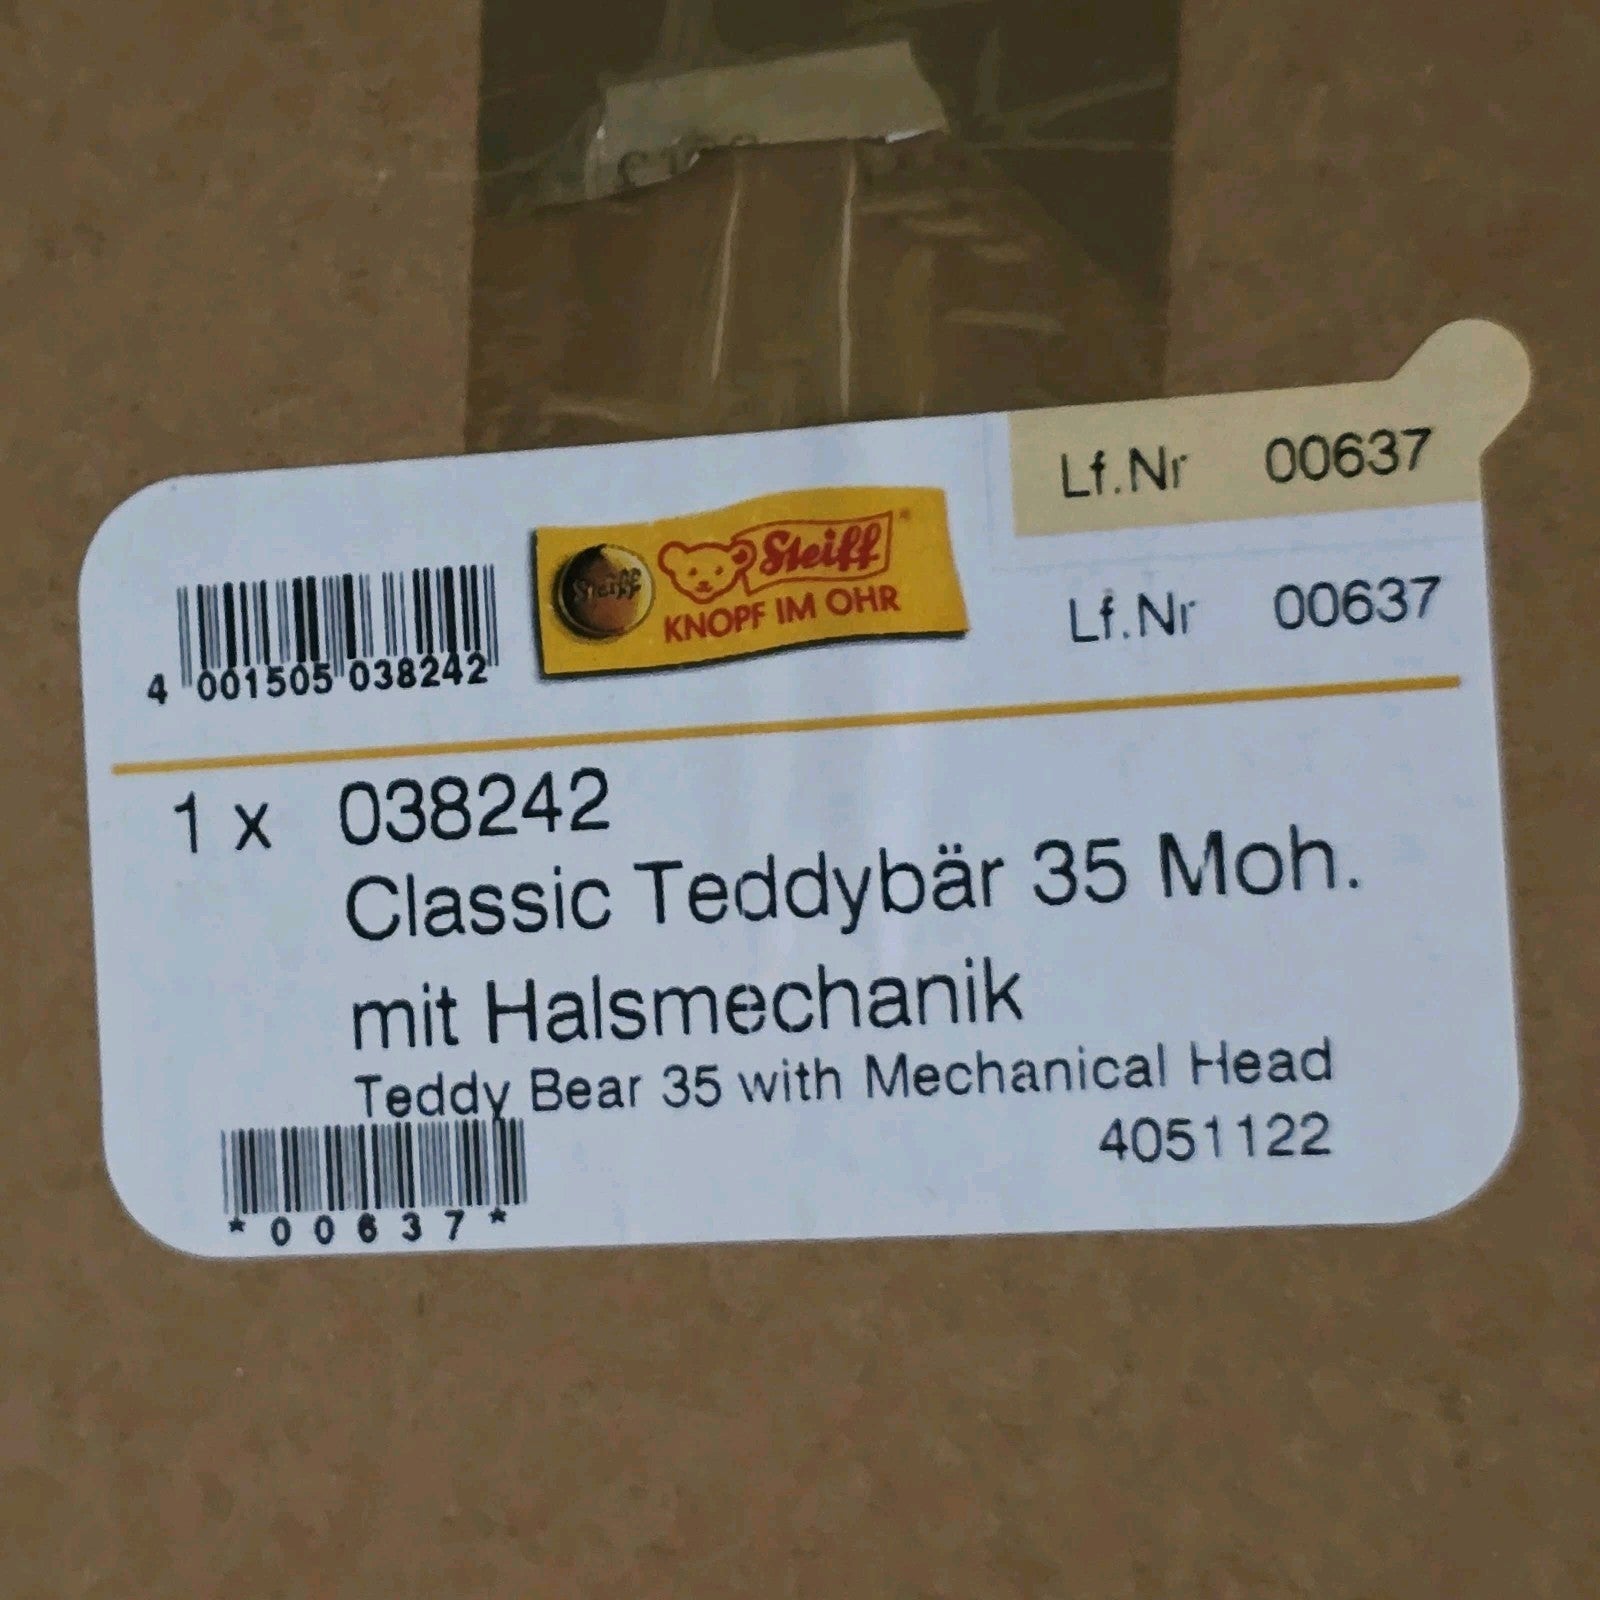 Lf.Nr 00637
Steiff
Steiff
KNOPF IM OHR
Lf.Nr 00637
4 001505 038242
1 x 038242
Classic Teddybär 35 Moh.
mit Halsmechanik
Teddy Bear 35 with Mechanical Head
4051122
*00637*